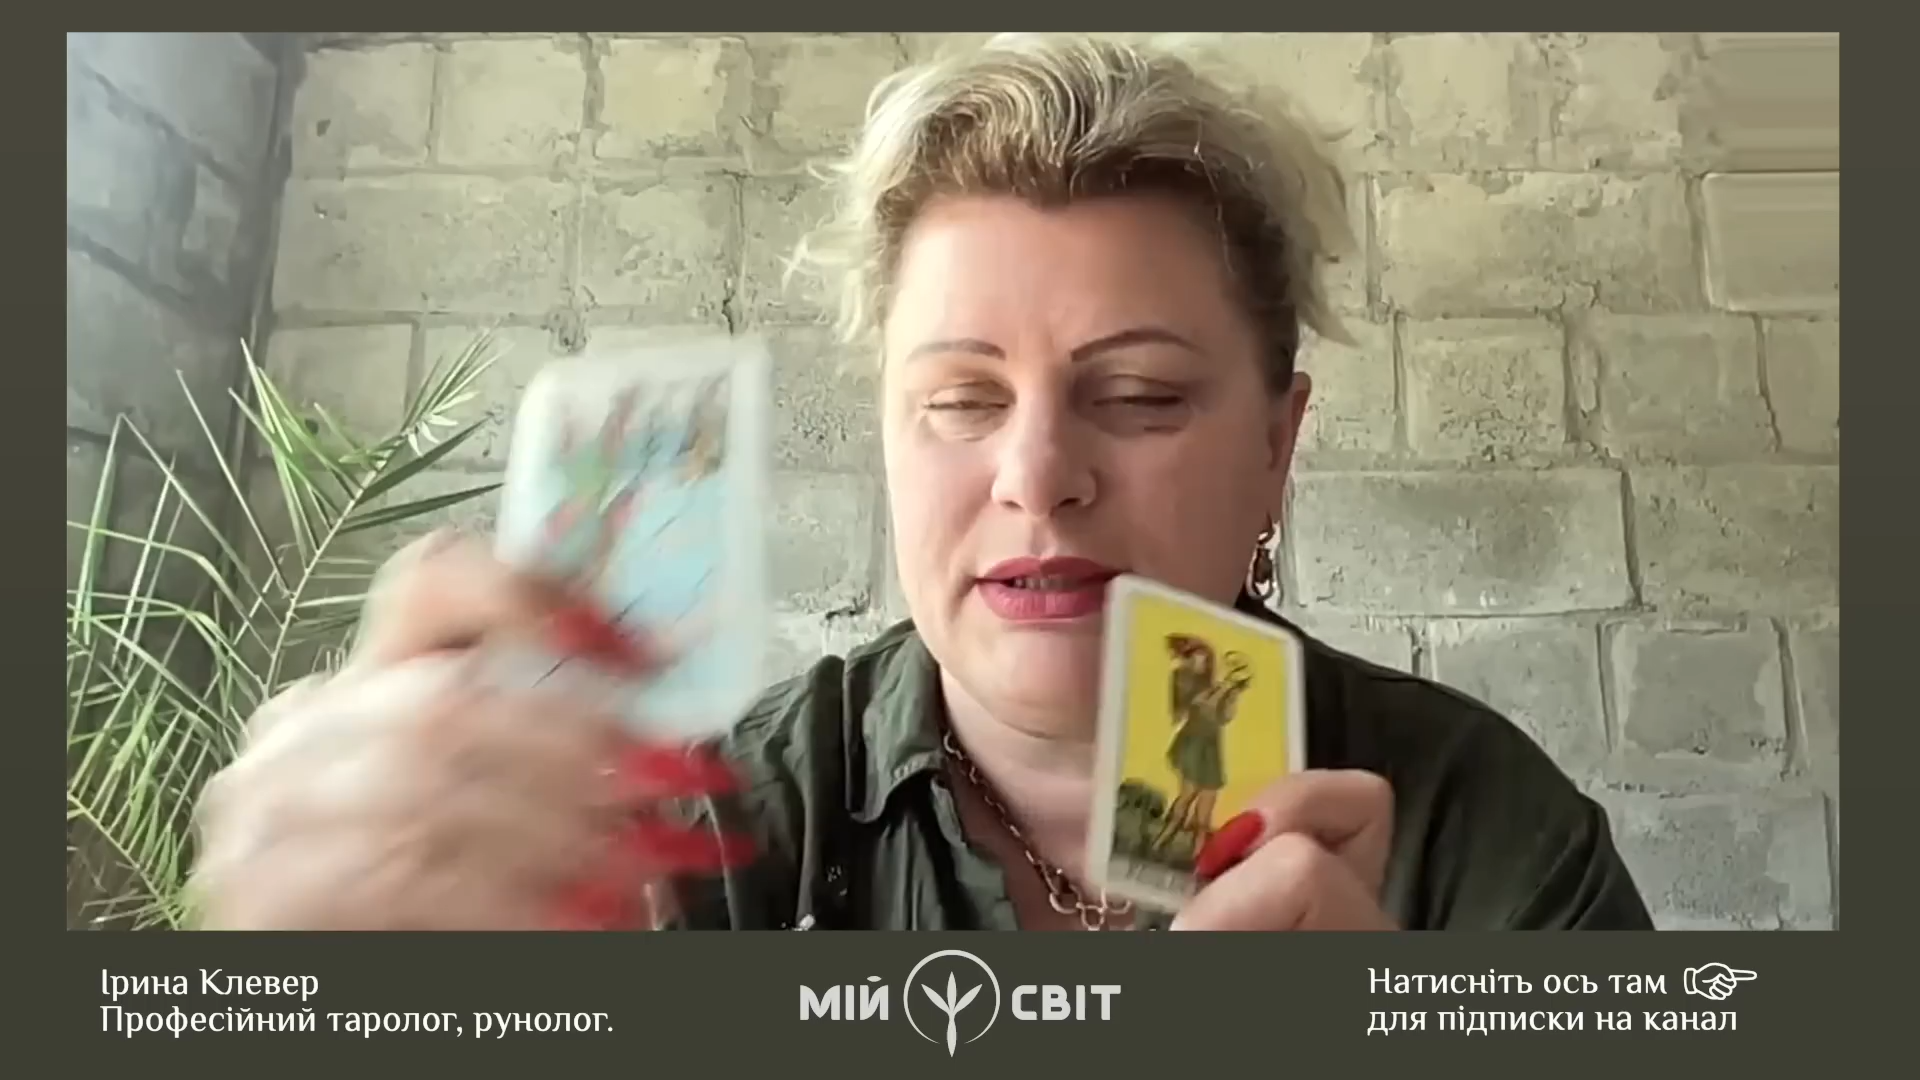 Ірина Клевер
Професійний таролог, рунолог.
МІЙ СВІТ
Натисніть ось там
для підписки на канал